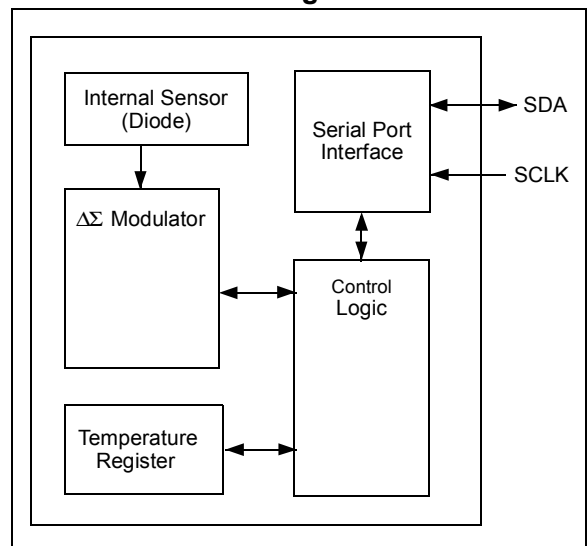 Internal Sensor
(Diode)
Serial Port
Interface
SDA
SCLK
ΔΣ Modulator
Control
Logic
Temperature
Register